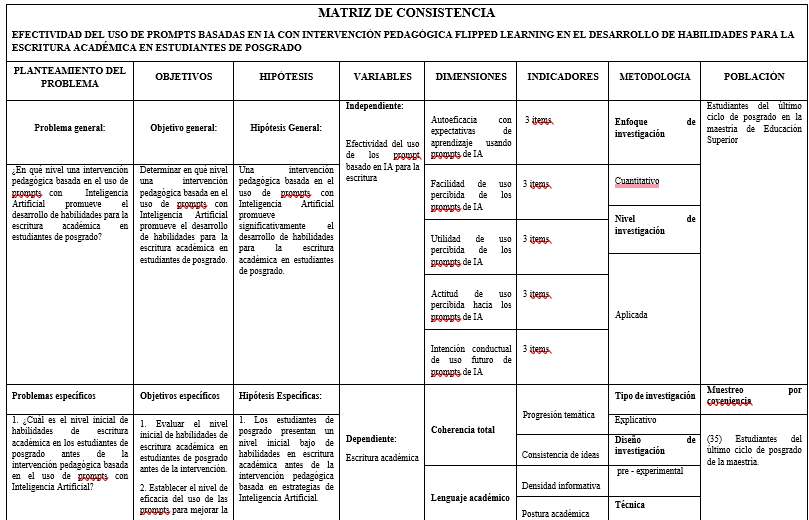 MATRIZ DE CONSISTENCIA
EFECTIVIDAD DEL USO DE PROMPTS BASADAS EN IA CON INTERVENCIÓN PEDAGÓGICA FLIPPED LEARNING EN EL DESARROLLO DE HABILIDADES PARA LA
ESCRITURA ACADÉMICA EN ESTUDIANTES DE POSGRADO
PLANTEAMIENTO DEL
PROBLEMA
OBJETIVOS
HIPÓTESIS
VARIABLES
DIMENSIONES
INDICADORES
METODOLOGIA
POBLACIÓN
Problema general:
Objetivo general:
Hipótesis General:
¿En qué nivel una intervención
pedagógica basada en el uso de
prompts con Inteligencia
Artificial promueve el
desarrollo de habilidades para la
escritura académica en
estudiantes de posgrado?
Determinar en qué nivel
una intervención
pedagógica basada en el
uso de prompts con
Inteligencia Artificial
promueve el desarrollo
de habilidades para la
escritura académica en
estudiantes de posgrado.
Una intervención
pedagógica basada en el
uso de prompts con
Inteligencia Artificial
promueve
significativamente el
desarrollo de habilidades
para la escritura
académica en estudiantes
de posgrado.
Independiente:
Efectividad del uso
de los prompt
basado en IA para la
escritura
Autoeficacia con
expectativas de
aprendizaje usando
prompts de IA
3 items.
Facilidad de uso
percibida de los
prompts de IA
3 items.
Utilidad de uso
percibida de los
prompts de IA
3 items.
Actitud de uso
percibida hacia los
prompts de IA
3 items.
Intención conductual
de uso futuro de
prompts de IA
3 items.
Enfoque de
investigación
Cuantitativo
Nivel de
investigación
Aplicada
Estudiantes del último
ciclo de posgrado en la
maestría de Educación
Superior
Problemas específicos
Objetivos específicos
Hipótesis Específicas:
1. ¿Cuál es el nivel inicial de
habilidades de escritura
académica en los estudiantes de
posgrado antes de la
intervención pedagógica basada
en el uso de prompts con
Inteligencia Artificial?
1. Evaluar el nivel
inicial de habilidades de
escritura académica en
estudiantes de posgrado
antes de la intervención.
2. Establecer el nivel de
eficacia del uso de las
prompts para mejorar la
1. Los estudiantes de
posgrado presentan un
nivel inicial bajo de
habilidades en escritura
académica antes de la
intervención pedagógica
basada en estrategias de
Inteligencia Artificial.
Dependiente:
Escritura académica
Coherencia total
Progresión temática
Consistencia de ideas
Lenguaje académico
Densidad informativa
Postura académica
Tipo de investigación
Explicativo
Diseño de
investigación
pre - experimental
Técnica
Muestreo por
coveniencia
(35) Estudiantes del
último ciclo de posgrado
de la maestría.